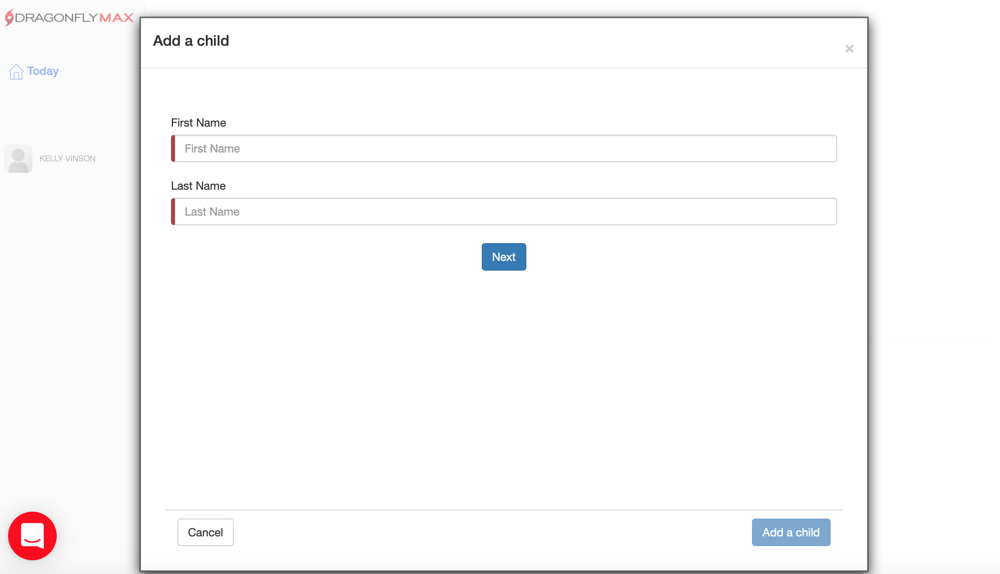 DRAGONFLYMAX
Add a child
×
Today
First Name
First Name
KELLY VINSON
Last Name
Last Name
Next
Cancel
Add a child